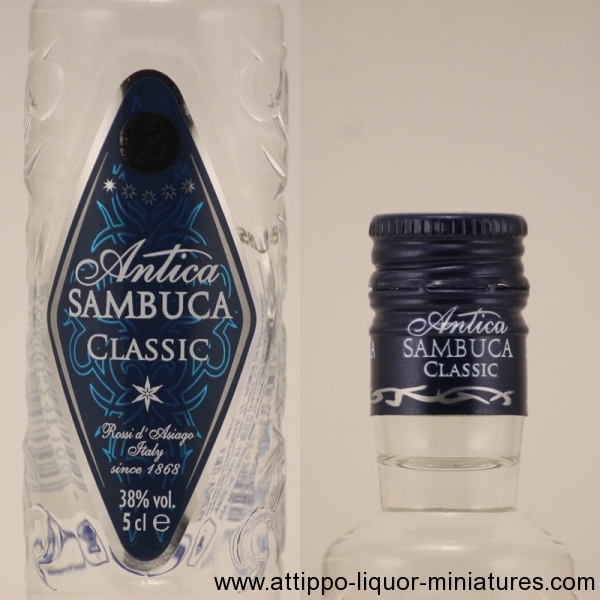 Antica
SAMBUCA
CLASSIC
Rossi d'Asiago
Italy
since 1868
38% vol.
5 cl e
Antica
SAMBUCA
CLASSIC
www.attippo-liquor-miniatures.com